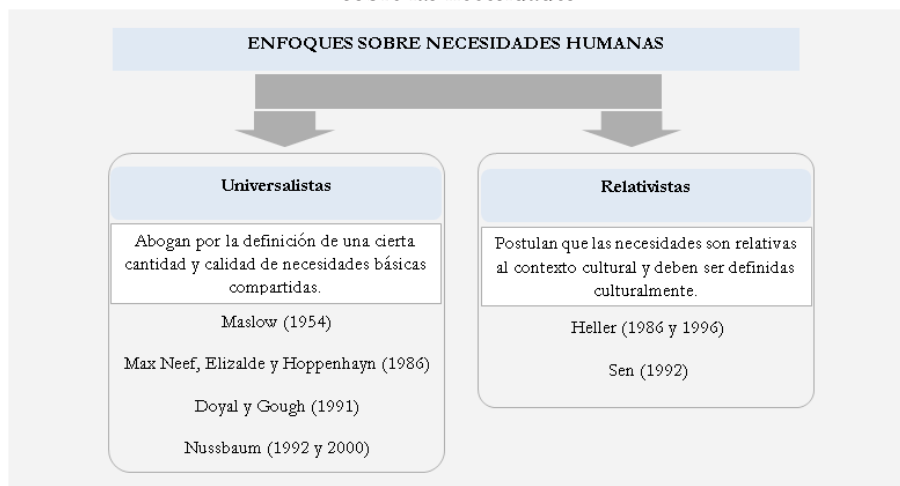 ENFOQUES SOBRE NECESIDADES HUMANAS
Universalistas
Abogan por la definición de una cierta
cantidad y calidad de necesidades básicas
compartidas.
Maslow (1954)
Max Neef, Elizalde y Hoppenhayn (1986)
Doyal y Gough (1991)
Nussbaum (1992 y 2000)
Relativistas
Postulan que las necesidades son relativas
al contexto cultural y deben ser definidas
culturalmente.
Heller (1986 y 1996)
Sen (1992)